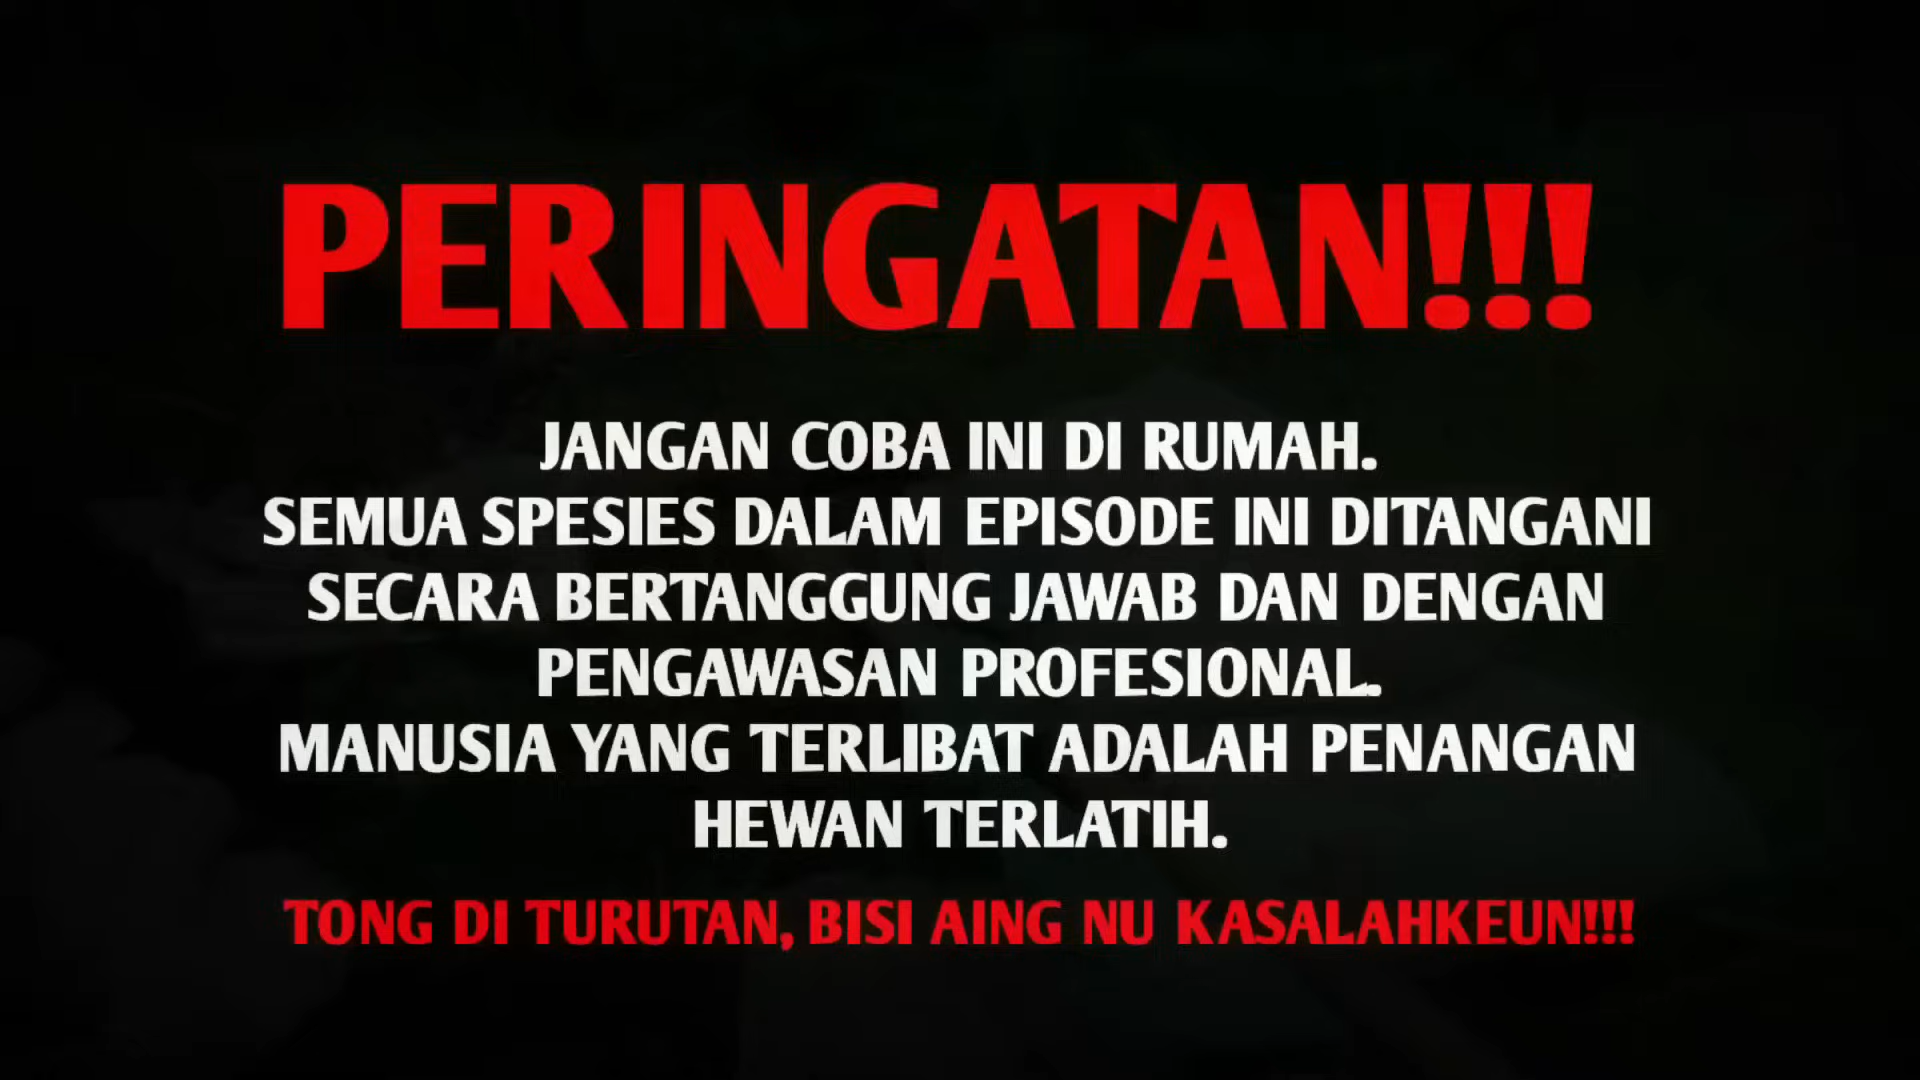 PERINGATAN!!!
JANGAN COBA INI DI RUMAH.
SEMUA SPESIES DALAM EPISODE INI DITANGANI
SECARA BERTANGGUNG JAWAB DAN DENGAN
PENGAWASAN PROFESIONAL.
MANUSIA YANG TERLIBAT ADALAH PENANGAN
HEWAN TERLATIH.
TONG DI TURUTAN, BISI AING NU KASALAHKEUN!!!